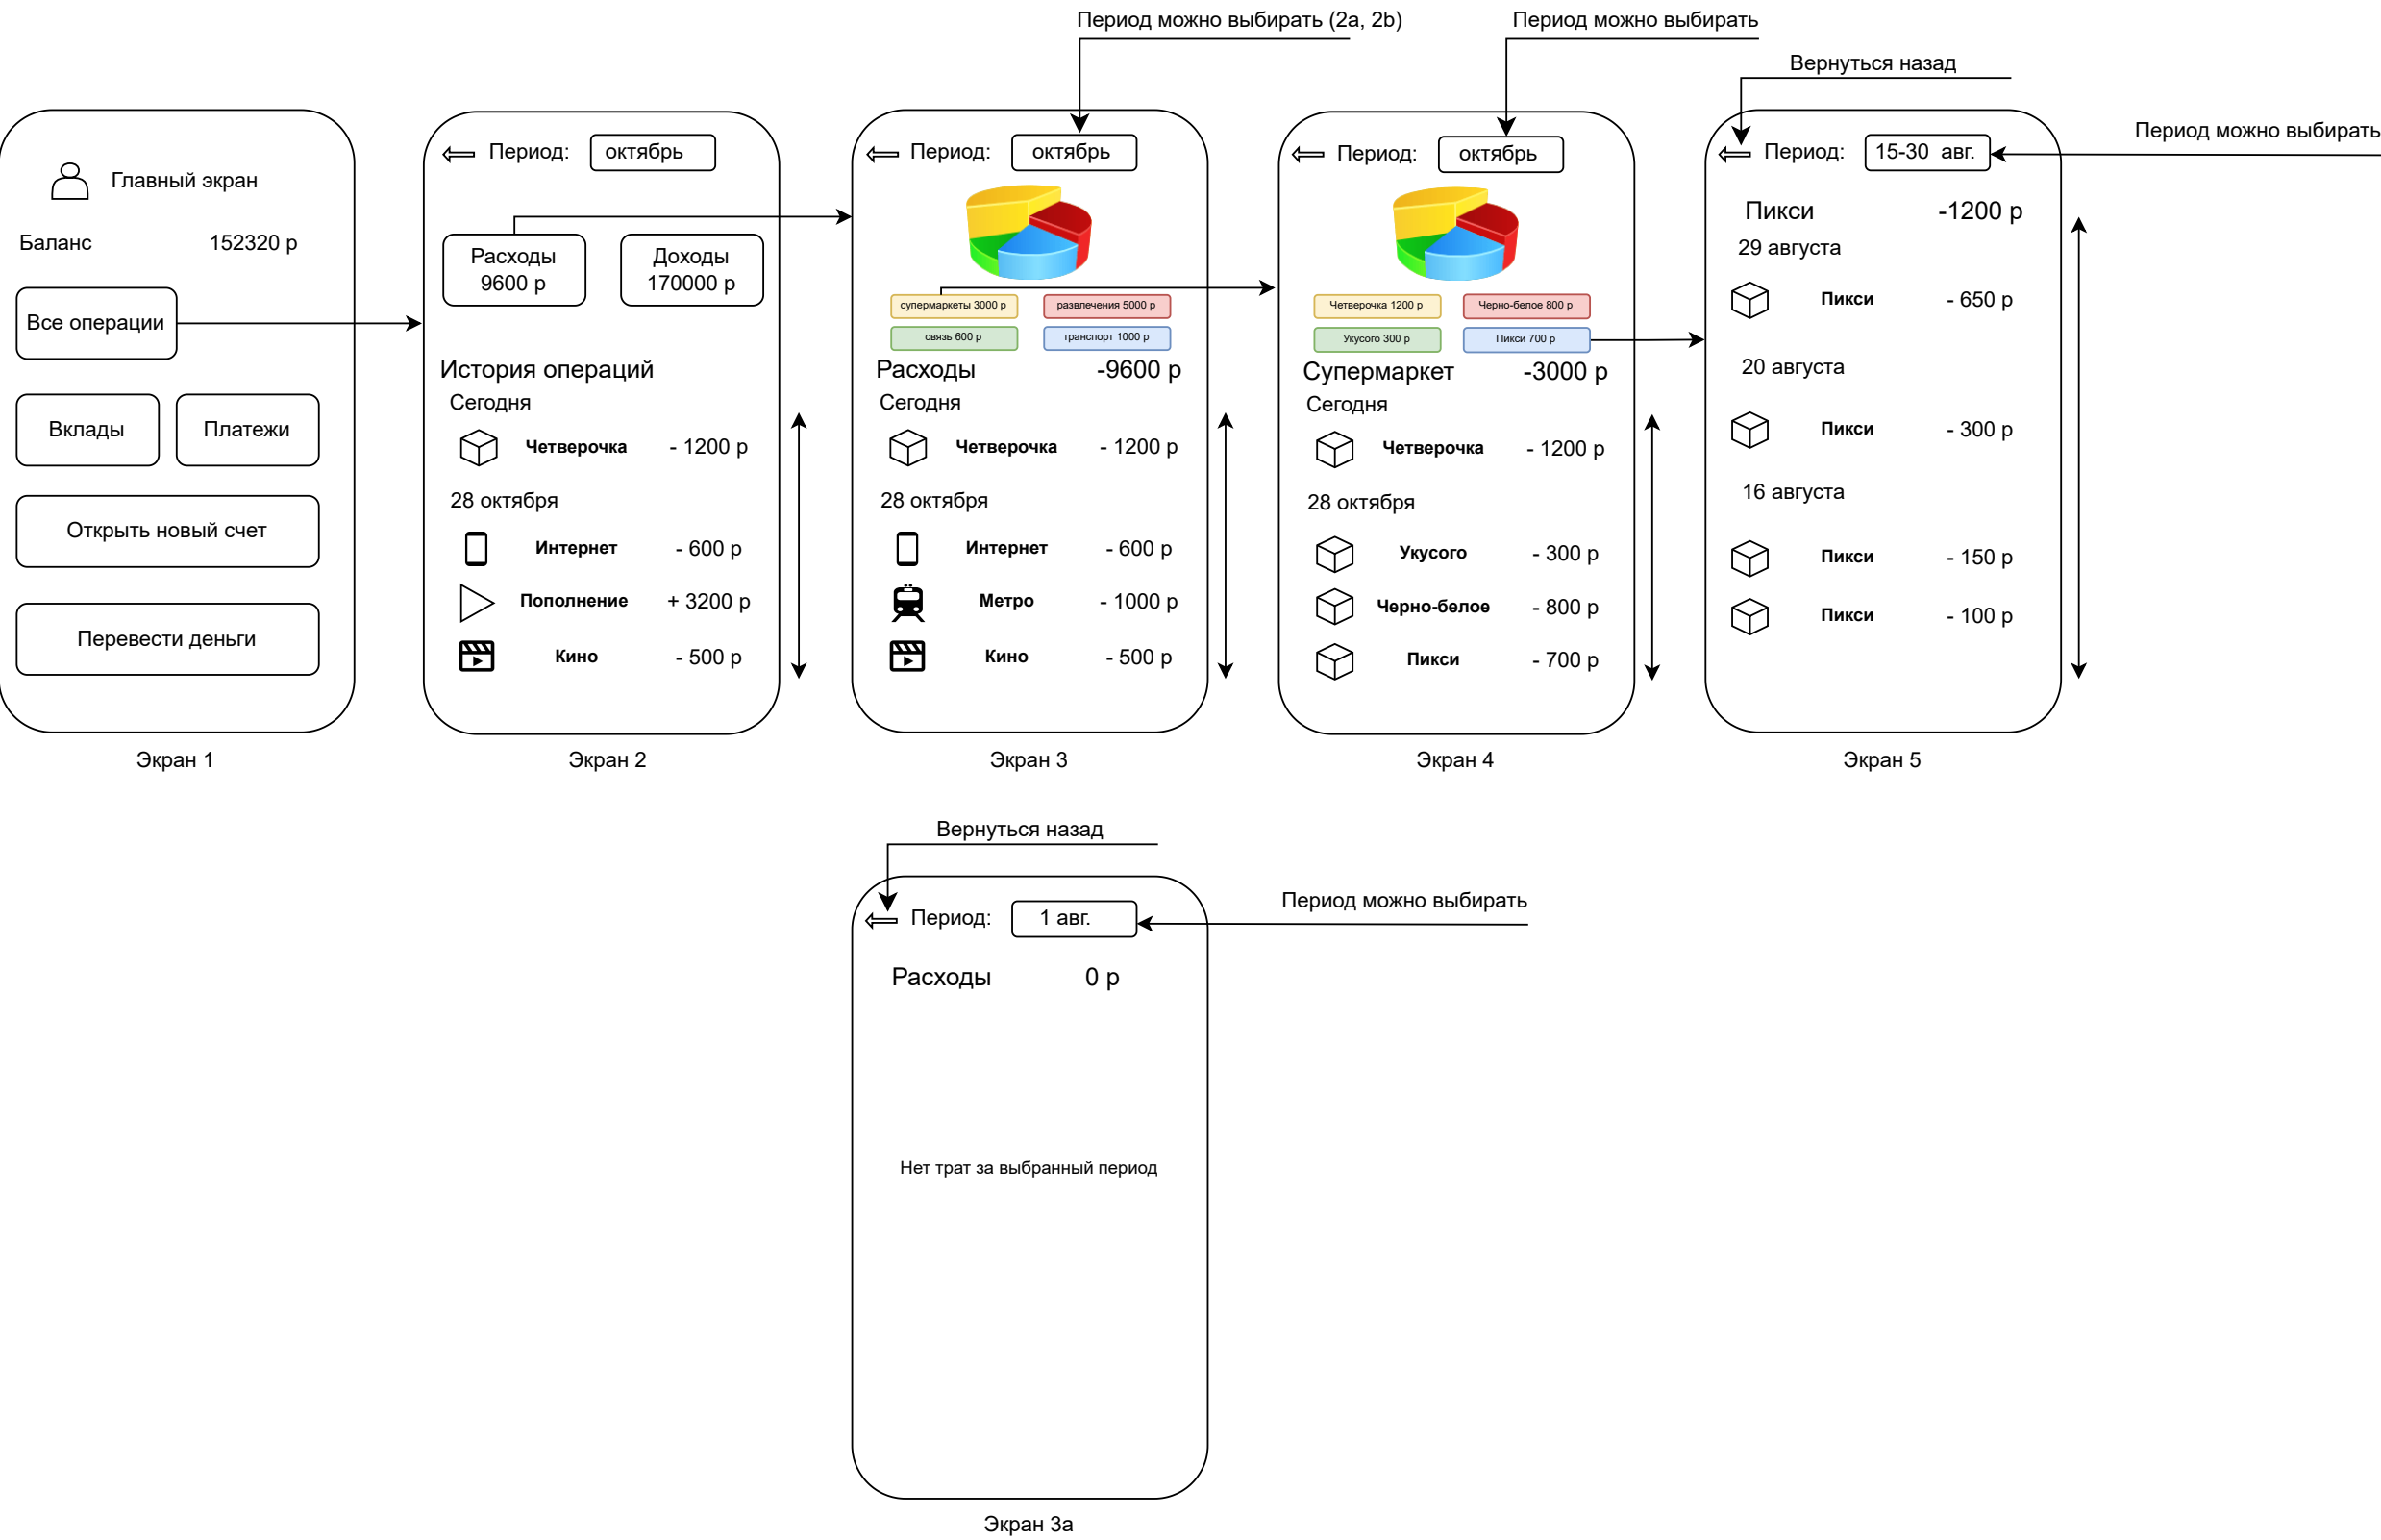 Период можно выбирать (2a, 2b)
Период можно выбирать
Вернуться назад
Период можно выбирать
Главный экран
Баланс 152320 р
Все операции
Вклады Платежи
Открыть новый счет
Перевести деньги
Экран 1
Период: октябрь
Расходы
9600 р
Доходы
170000 р
История операций
Сегодня
Четверочка - 1200 р
28 октября
Интернет - 600 р
Пополнение + 3200 р
Кино - 500 р
Экран 2
Период: октябрь
супермаркеты 3000 р развлечения 5000 р
связь 600 р транспорт 1000 р
Расходы -9600 р
Сегодня
Четверочка - 1200 р
28 октября
Интернет - 600 р
Метро - 1000 р
Кино - 500 р
Экран 3
Период: октябрь
Четверочка 1200 р Черно-белое 800 р
Укусого 300 р Пикси 700 р
Супермаркет -3000 р
Сегодня
Четверочка - 1200 р
28 октября
Укусого - 300 р
Черно-белое - 800 р
Пикси - 700 р
Экран 4
Период: 15-30 авг.
Пикси -1200 р
29 августа
Пикси - 650 р
20 августа
Пикси - 300 р
16 августа
Пикси - 150 р
Пикси - 100 р
Экран 5
Вернуться назад
Период можно выбирать
Период: 1 авг.
Расходы 0 р
Нет трат за выбранный период
Экран 3а